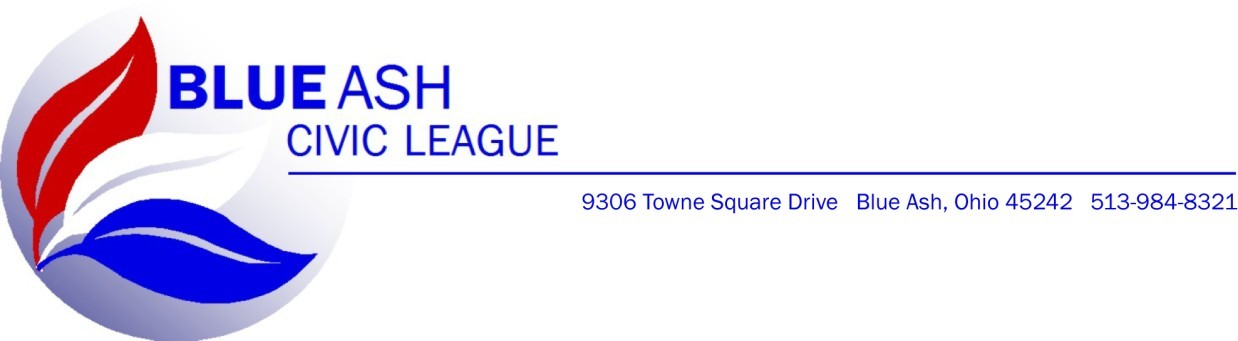 BLUE ASH
CIVIC LEAGUE
9306 Towne Square Drive Blue Ash, Ohio 45242 513-984-8321